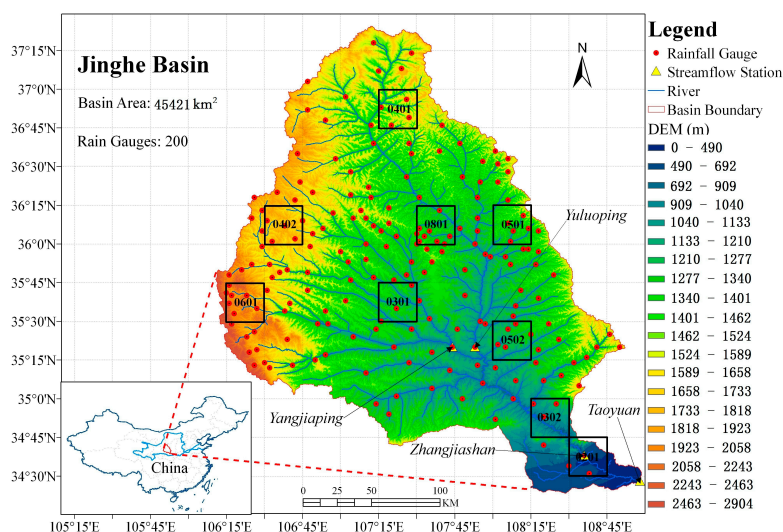 Jinghe Basin
Basin Area: 45421 km²
Rain Gauges: 200
N
Legend
Rainfall Gauge
Streamflow Station
River
Basin Boundary
DEM (m)
0 - 490
490 - 692
692 - 909
909 - 1040
1040 - 1133
1133 - 1210
1210 - 1277
1277 - 1340
1340 - 1401
1401 - 1462
1462 - 1524
1524 - 1589
1589 - 1658
1658 - 1733
1733 - 1818
1818 - 1923
1923 - 2058
2058 - 2243
2243 - 2463
2463 - 2904
37°15′N
37°0′N
36°45′N
36°30′N
36°15′N
36°0′N
35°45′N
35°30′N
35°15′N
35°0′N
34°45′N
34°30′N
0401
0402
0801
0501
Yuluoping
0601
0301
0502
Yangjiaping
0302
Taoyuan
Zhangjiashan
China
0 25 50 100
KM
105°15′E
105°45′E
106°15′E
106°45′E
107°15′E
107°45′E
108°15′E
108°45′E